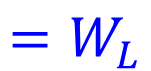 = W_L